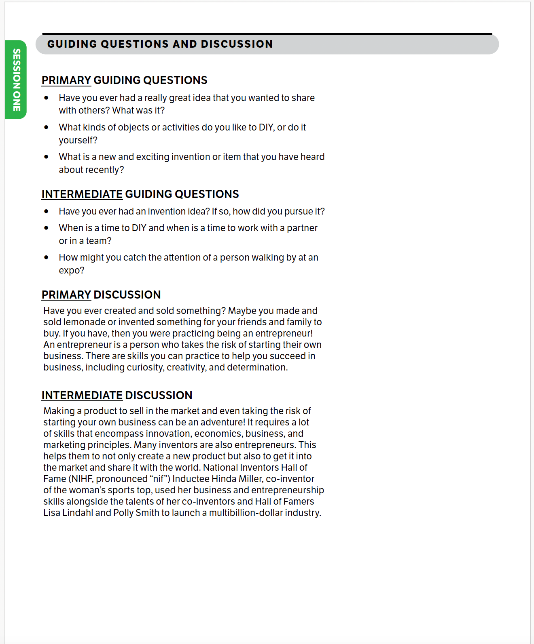 GUIDING QUESTIONS AND DISCUSSION
SESSION ONE
PRIMARY GUIDING QUESTIONS
• Have you ever had a really great idea that you wanted to share
with others? What was it?
• What kinds of objects or activities do you like to DIY, or do it
yourself?
• What is a new and exciting invention or item that you have heard
about recently?
INTERMEDIATE GUIDING QUESTIONS
• Have you ever had an invention idea? If so, how did you pursue it?
• When is a time to DIY and when is a time to work with a partner
or in a team?
• How might you catch the attention of a person walking by at an
expo?
PRIMARY DISCUSSION
Have you ever created and sold something? Maybe you made and
sold lemonade or invented something for your friends and family to
buy. If you have, then you were practicing being an entrepreneur!
An entrepreneur is a person who takes the risk of starting their own
business. There are skills you can practice to help you succeed in
business, including curiosity, creativity, and determination.
INTERMEDIATE DISCUSSION
Making a product to sell in the market and even taking the risk of
starting your own business can be an adventure! It requires a lot
of skills that encompass innovation, economics, business, and
marketing principles. Many inventors are also entrepreneurs. This
helps them to not only create a new product but also to get it into
the market and share it with the world. National Inventors Hall of
Fame (NIHF, pronounced “nif”) Inductee Hinda Miller, co-inventor
of the woman's sports top, used her business and entrepreneurship
skills alongside the talents of her co-inventors and Hall of Famers
Lisa Lindahl and Polly Smith to launch a multibillion-dollar industry.